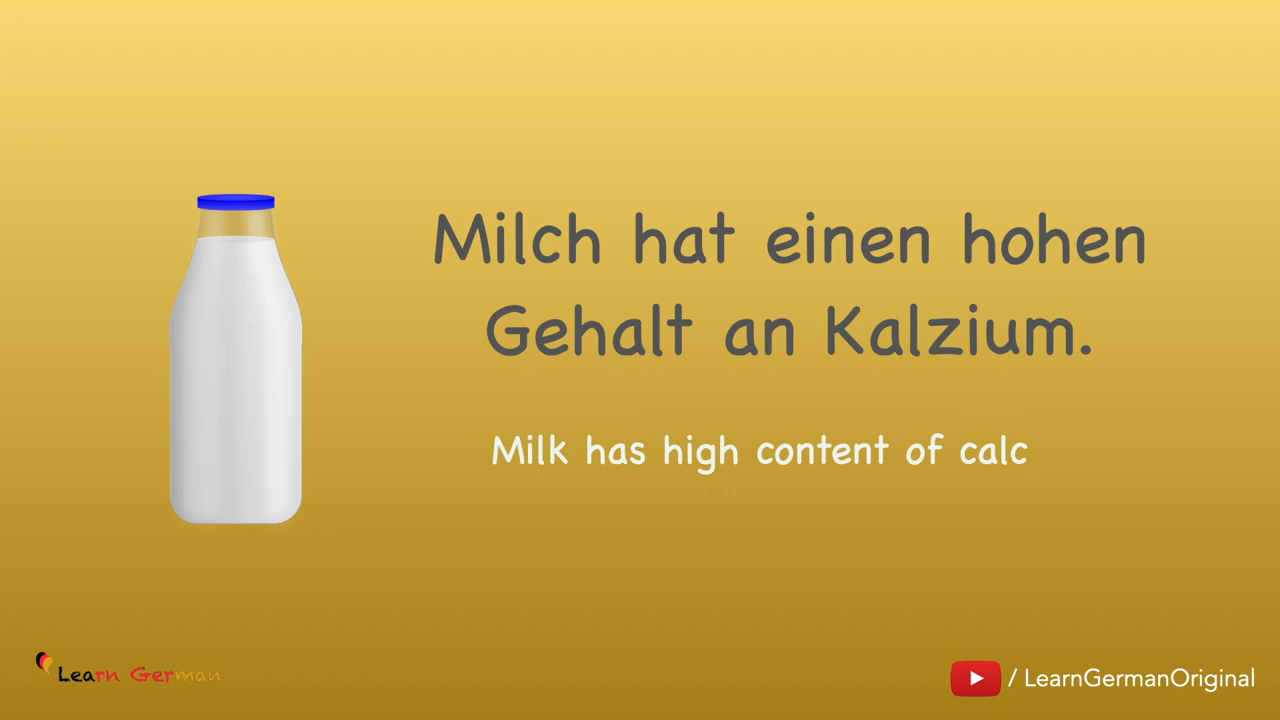 Milch hat einen hohen
Gehalt an Kalzium.
Milk has high content of calc
Learn German
/ LearnGermanOriginal